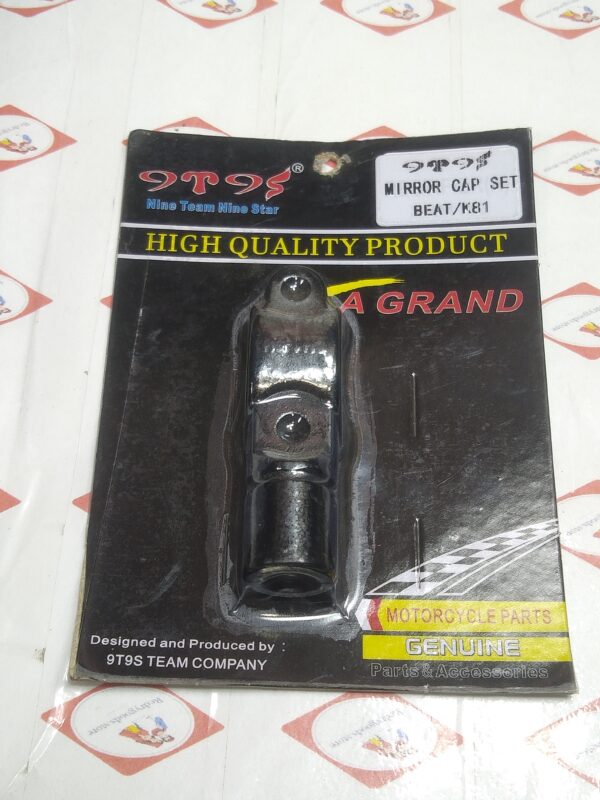 9T9S®
Nine Team Nine Star
9T9S
MIRROR CAP SET
BEAT/K81
HIGH QUALITY PRODUCT
A GRAND
MOTORCYCLE PARTS
GENUINE
Parts & Accessories
Designed and Produced by :
9T9S TEAM COMPANY